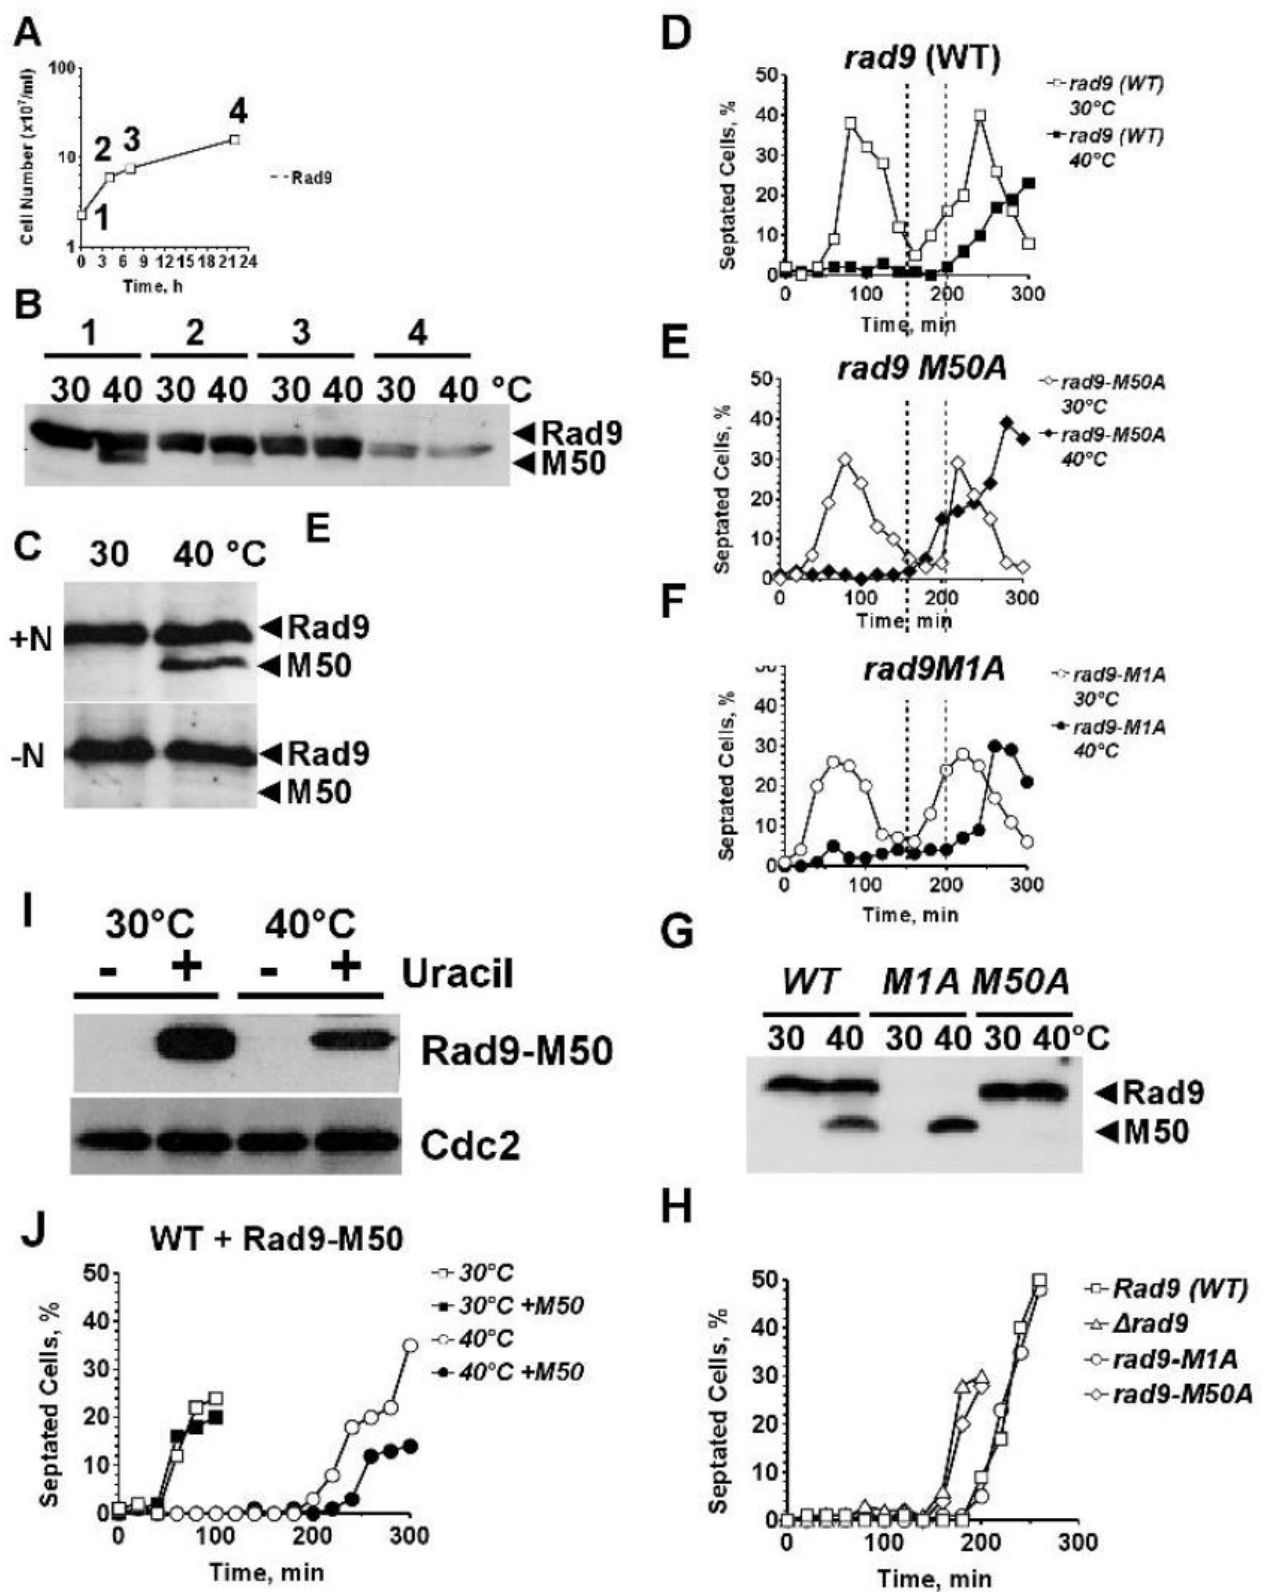 A
Cell Number (x10⁷/ml)
100
10
1
1
2
3
4
--Rad9
0 3 6 9 12 15 18 21 24
Time, h
B
1 2 3 4
30 40 30 40 30 40 30 40 °C
Rad9
M50
C
30 40 °C
E
+N
Rad9
M50
-N
Rad9
M50
D
rad9 (WT)
Septated Cells, %
50
40
30
20
10
0
0 100 200 300
Time, min
rad9 (WT)
30°C
rad9 (WT)
40°C
E
rad9 M50A
Septated Cells, %
50
40
30
20
10
0
0 100 200 300
Time, min
rad9-M50A
30°C
rad9-M50A
40°C
F
rad9M1A
Septated Cells, %
40
30
20
10
0
0 100 200 300
Time, min
rad9-M1A
30°C
rad9-M1A
40°C
I
30°C 40°C
- + - + Uracil
Rad9-M50
Cdc2
G
WT M1A M50A
30 40 30 40 30 40°C
Rad9
M50
J
WT + Rad9-M50
Septated Cells, %
50
40
30
20
10
0
0 100 200 300
Time, min
30°C
30°C +M50
40°C
40°C +M50
H
Septated Cells, %
50
40
30
20
10
0
0 100 200 300
Time, min
Rad9 (WT)
Δrad9
rad9-M1A
rad9-M50A